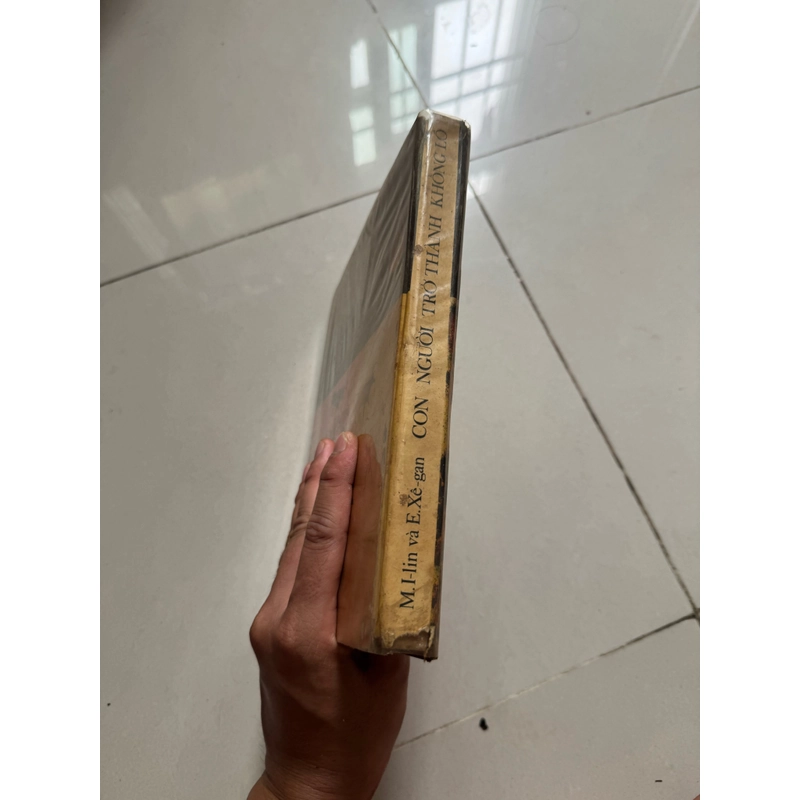 M.I-lin và E.Xê-gan CON NGƯỜI TRỞ THÀNH KHỔNG LỒ